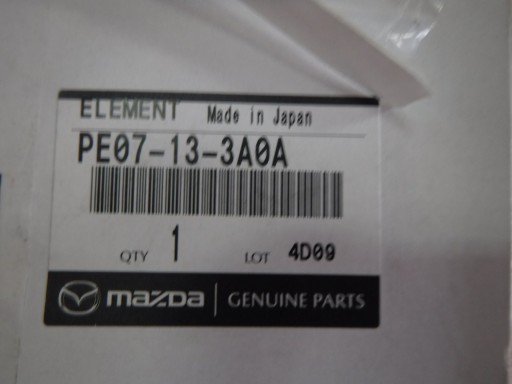 ELEMENT Made in Japan
PE07-13-3A0A
QTY 1 LOT 4D09
mazda GENUINE PARTS